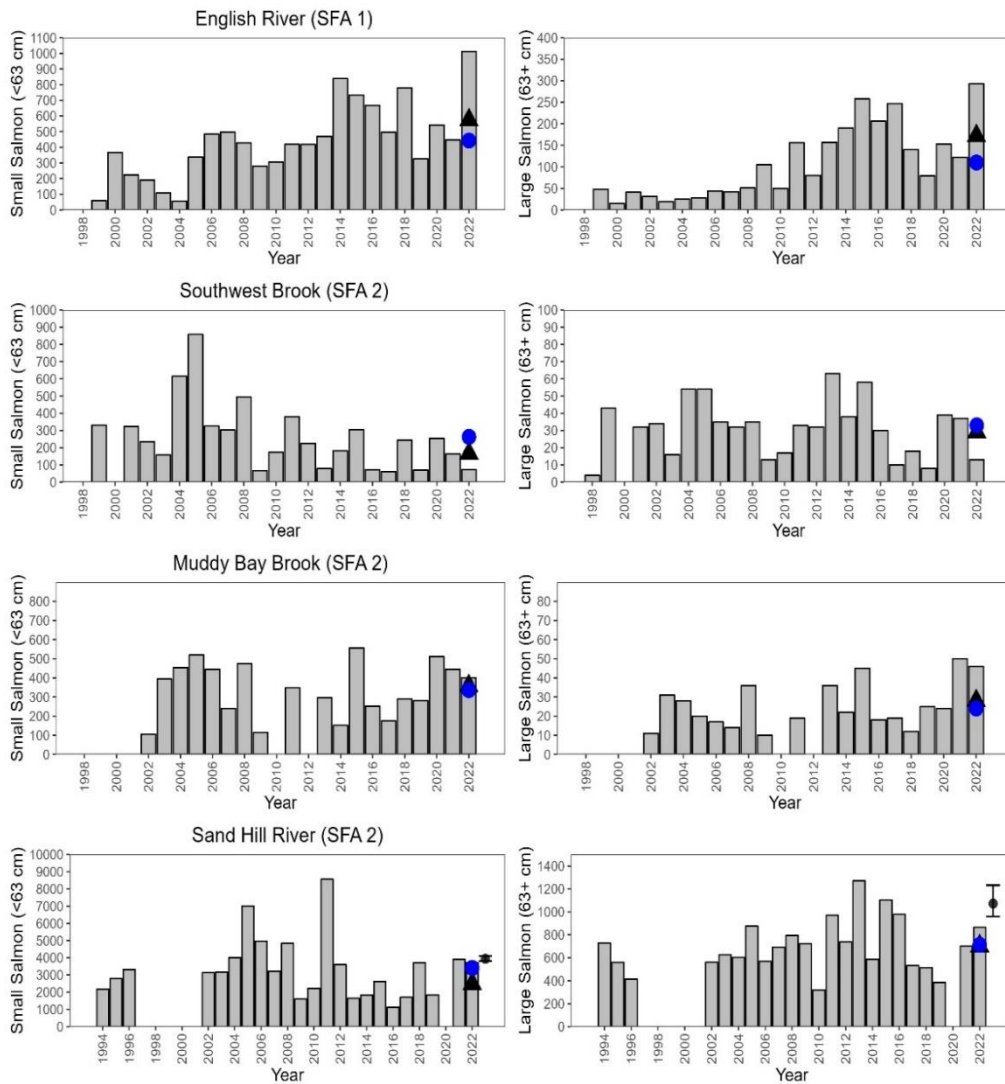 English River (SFA 1)
Small Salmon (<63 cm)
1100
1000
900
800
700
600
500
400
300
200
100
0
1998 2000 2002 2004 2006 2008 2010 2012 2014 2016 2018 2020 2022
Year
Large Salmon (63+ cm)
400
350
300
250
200
150
100
50
0
1998 2000 2002 2004 2006 2008 2010 2012 2014 2016 2018 2020 2022
Year
Southwest Brook (SFA 2)
Small Salmon (<63 cm)
1000
900
800
700
600
500
400
300
200
100
0
1998 2000 2002 2004 2006 2008 2010 2012 2014 2016 2018 2020 2022
Year
Large Salmon (63+ cm)
100
90
80
70
60
50
40
30
20
10
0
1998 2000 2002 2004 2006 2008 2010 2012 2014 2016 2018 2020 2022
Year
Muddy Bay Brook (SFA 2)
Small Salmon (<63 cm)
800
700
600
500
400
300
200
100
0
1998 2000 2002 2004 2006 2008 2010 2012 2014 2016 2018 2020 2022
Year
Large Salmon (63+ cm)
80
70
60
50
40
30
20
10
0
1998 2000 2002 2004 2006 2008 2010 2012 2014 2016 2018 2020 2022
Year
Sand Hill River (SFA 2)
Small Salmon (<63 cm)
10000
9000
8000
7000
6000
5000
4000
3000
2000
1000
0
1994 1996 1998 2000 2002 2004 2006 2008 2010 2012 2014 2016 2018 2020 2022
Year
Large Salmon (63+ cm)
1400
1200
1000
800
600
400
200
0
1994 1996 1998 2000 2002 2004 2006 2008 2010 2012 2014 2016 2018 2020 2022
Year